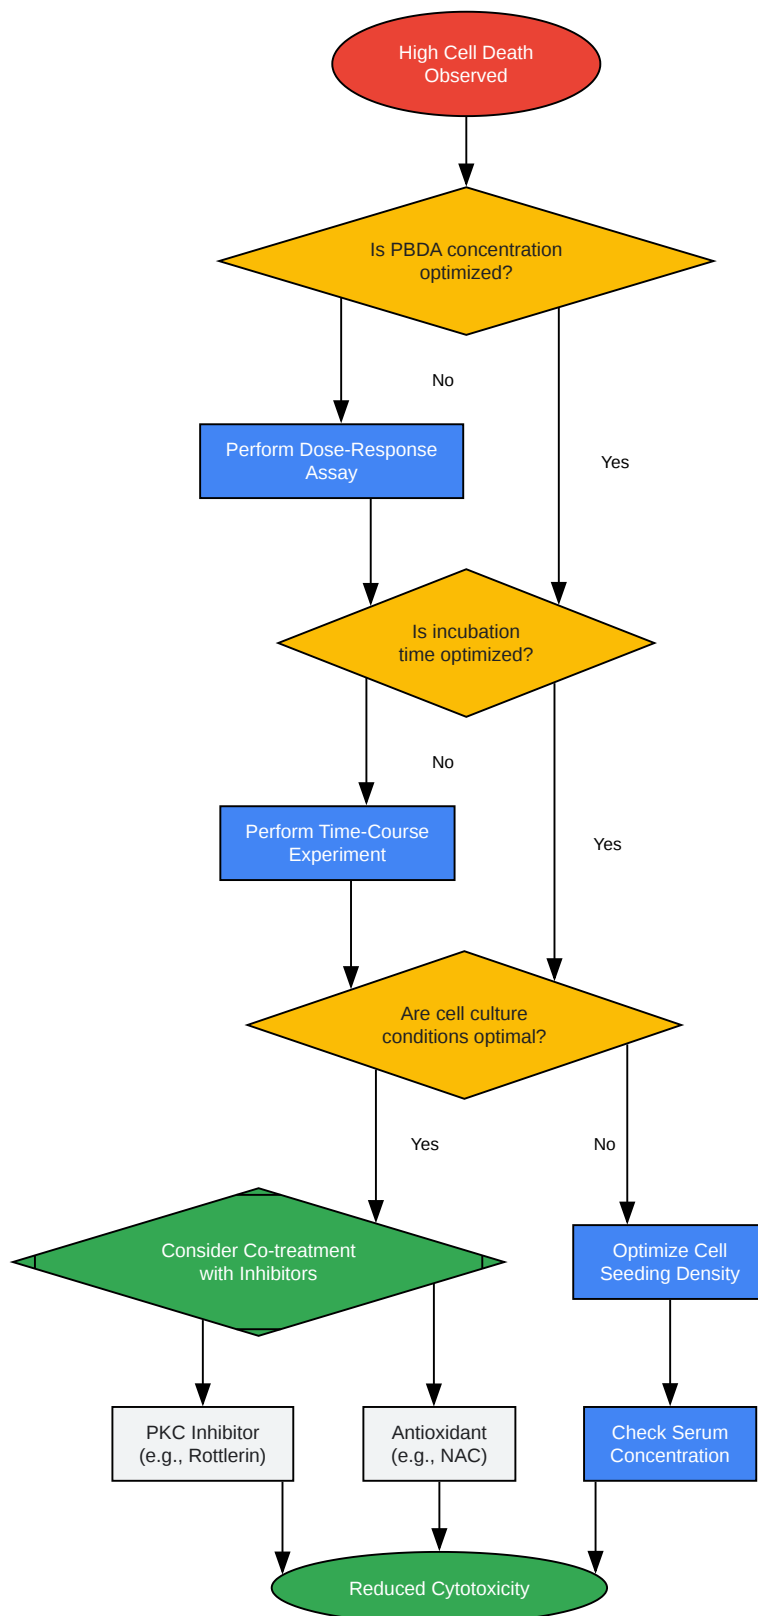 High Cell Death
Observed
Is PBDA concentration
optimized?
No
Perform Dose-Response
Assay
Yes
Is incubation
time optimized?
No
Perform Time-Course
Experiment
Yes
Are cell culture
conditions optimal?
Yes
No
Consider Co-treatment
with Inhibitors
Optimize Cell
Seeding Density
PKC Inhibitor
(e.g., Rottlerin)
Antioxidant
(e.g., NAC)
Check Serum
Concentration
Reduced Cytotoxicity